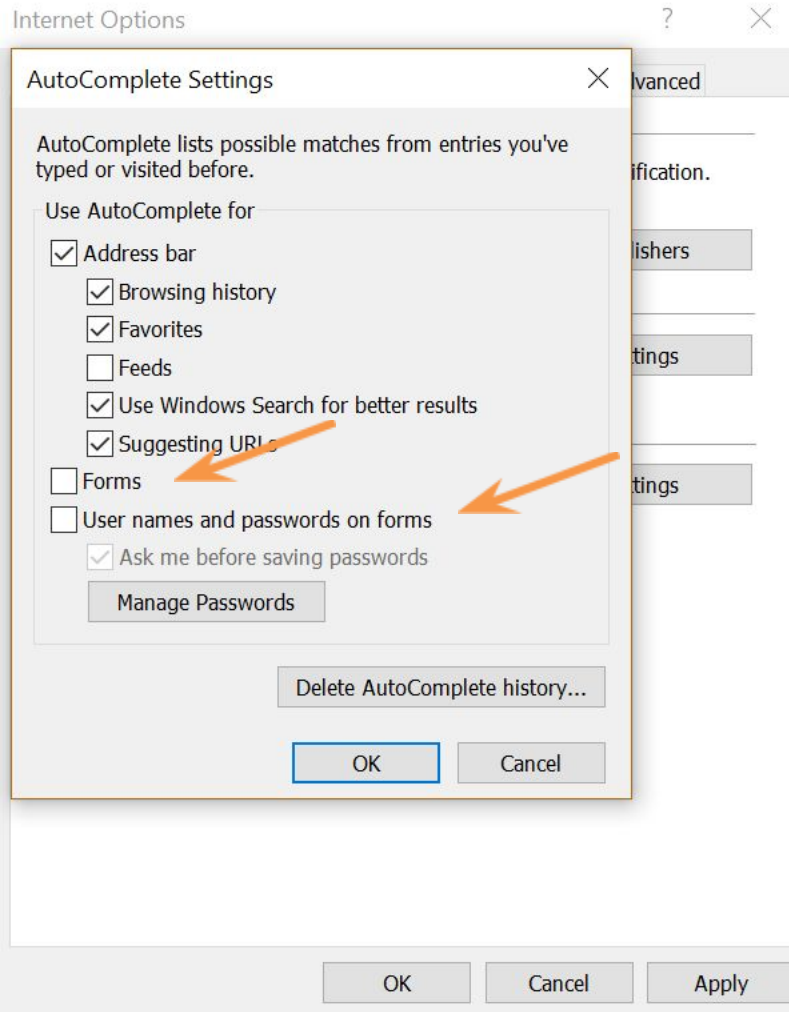 Internet Options
?
AutoComplete Settings
AutoComplete lists possible matches from entries you've
typed or visited before.
Use AutoComplete for
Address bar
Browsing history
Favorites
Feeds
Use Windows Search for better results
Suggesting URLs
Forms
User names and passwords on forms
Ask me before saving passwords
Manage Passwords
Delete AutoComplete history...
OK
Cancel
lvanced
ification.
lishers
ttings
ttings
OK
Cancel
Apply